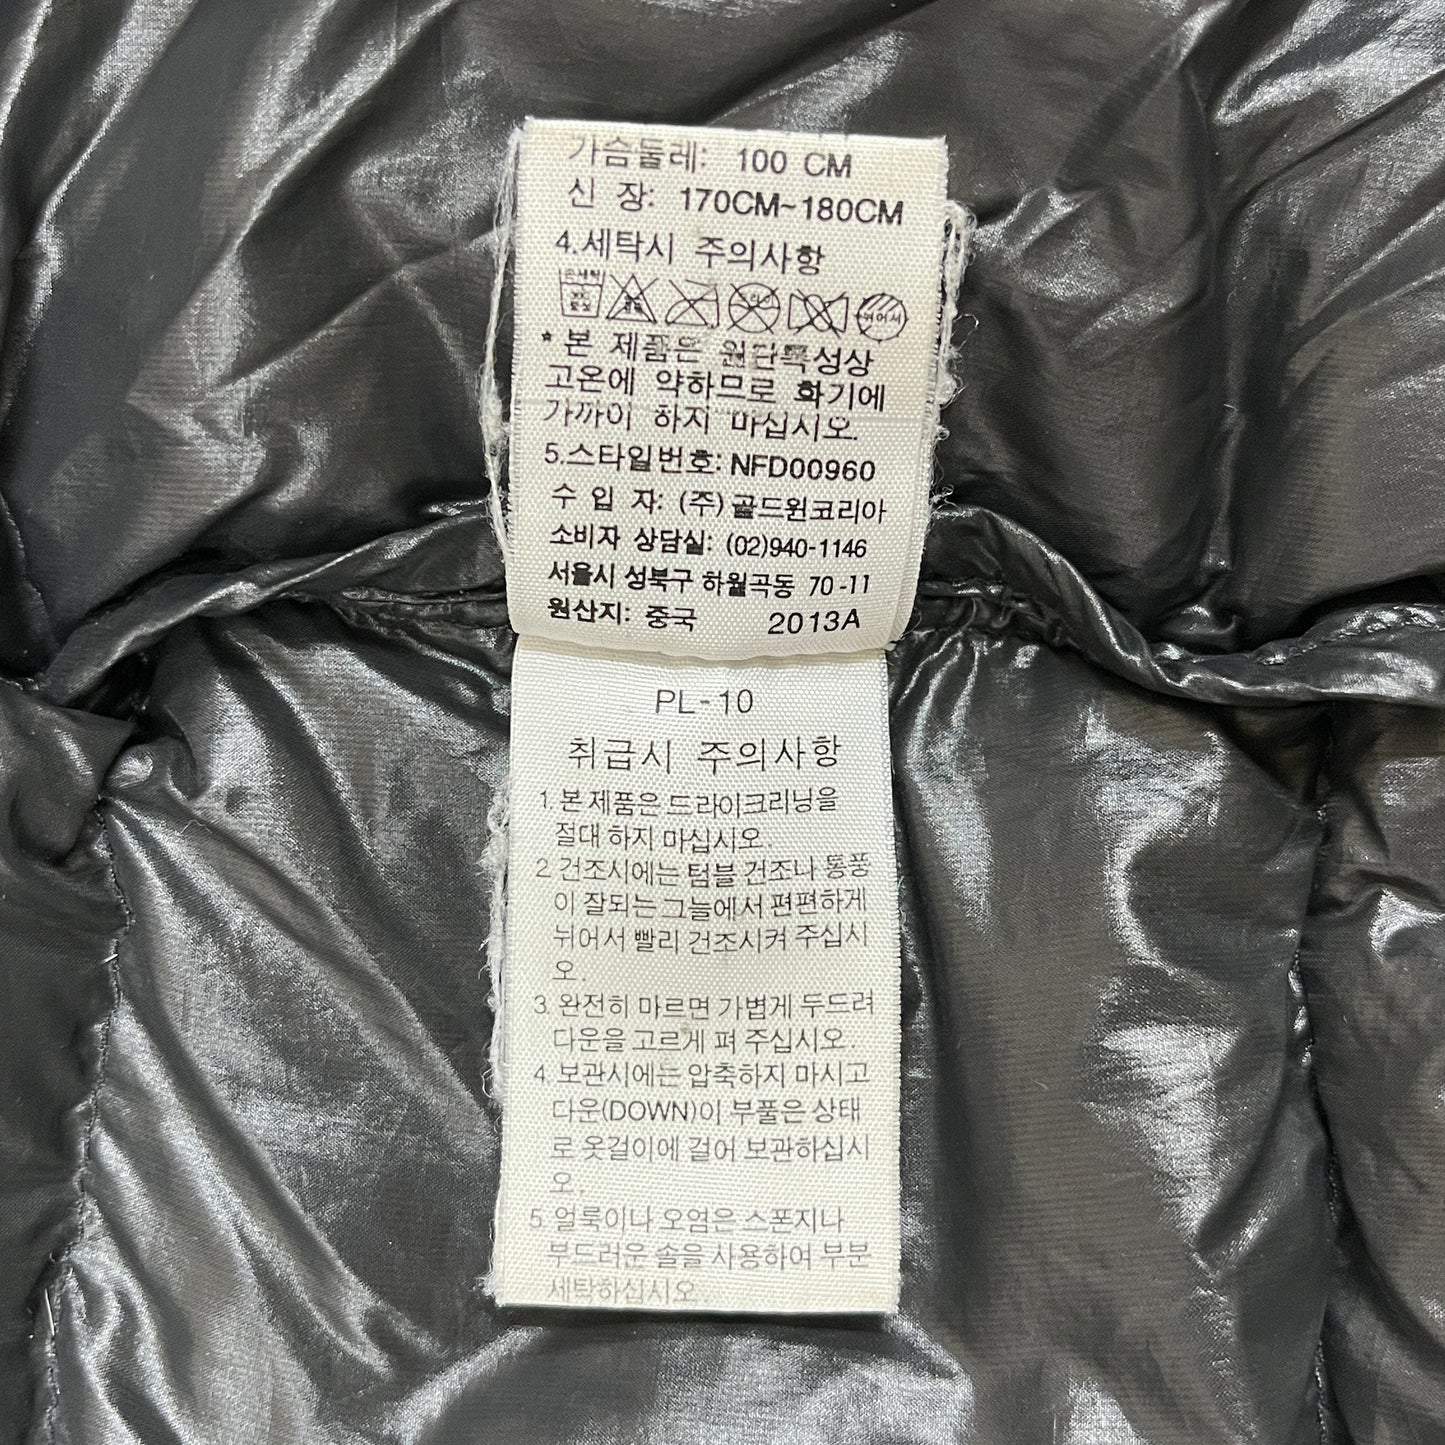 가슴둘레: 100 CM
신 장: 170CM~180CM
4.세탁시 주의사항
손세탁 드라이 뉘어서
*본 제품은 원단특성상
고온에 약하므로 화기에
가까이 하지 마십시오.
5.스타일번호: NFD00960
수 입 자: (주)골드윈코리아
소비자 상담실: (02)940-1146
서울시 성북구 하월곡동 70-11
원산지: 중국 2013A
PL-10
취급시 주의사항
1. 본 제품은 드라이크리닝을
절대 하지 마십시오.
2 건조시에는 텀블 건조나 통풍
이 잘되는 그늘에서 편편하게
뉘어서 빨리 건조시켜 주십시
오.
3. 완전히 마르면 가볍게 두드려
다운을 고르게 펴 주십시오.
4. 보관시에는 압축하지 마시고
다운(DOWN)이 부풀은 상태
로 옷걸이에 걸어 보관하십시
오.
5 얼룩이나 오염은 스폰지나
부드러운 솔을 사용하여 부분
세탁하십시오.